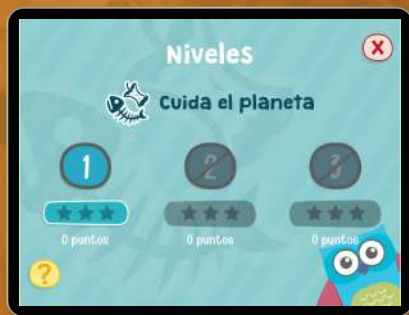 Niveles
X
Cuida el planeta
1 2 3
0 puntos 0 puntos 0 puntos
?